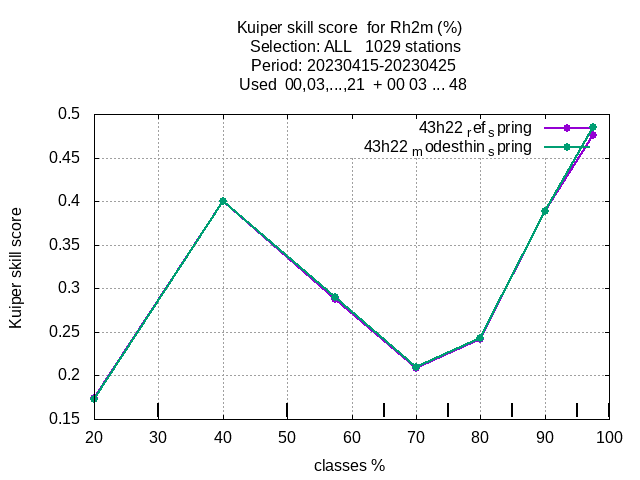 Kuiper skill score  for Rh2m (%)
Selection: ALL   1029 stations
Period: 20230415-20230425
Used  00,03,...,21  + 00 03 ... 48
43h22 ref spring
43h22 modesthin spring
0.5
0.45
0.4
0.35
0.3
0.25
0.2
0.15
Kuiper skill score
20 30 40 50 60 70 80 90 100
classes %